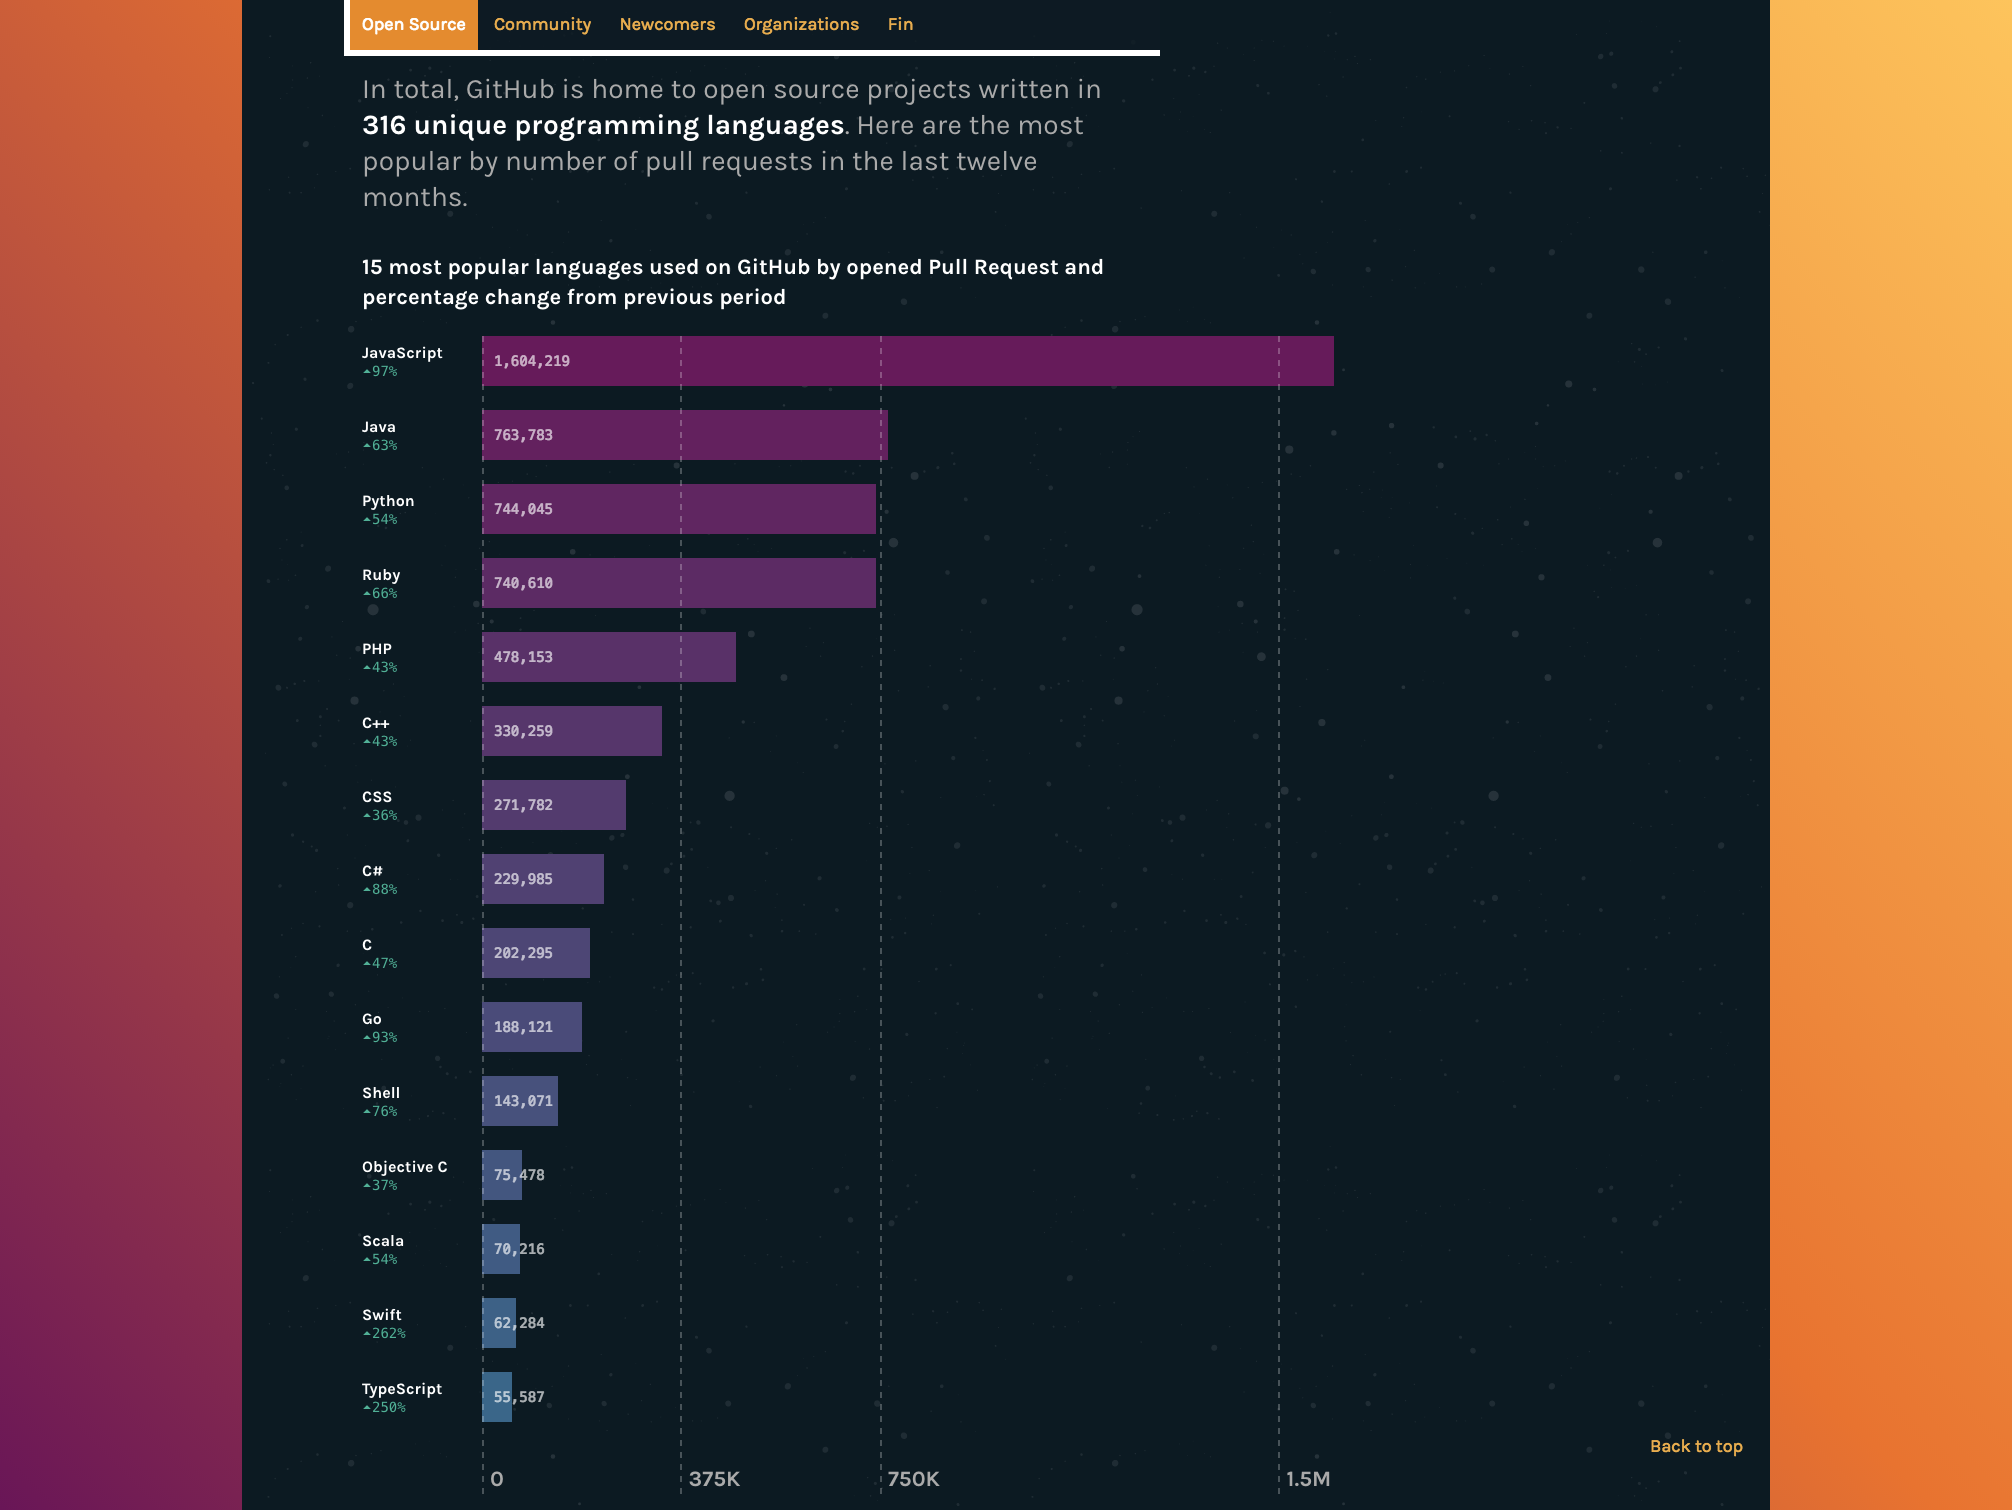 Open Source Community Newcomers Organizations Fin
In total, GitHub is home to open source projects written in
316 unique programming languages. Here are the most
popular by number of pull requests in the last twelve
months.
15 most popular languages used on GitHub by opened Pull Request and
percentage change from previous period
JavaScript
97%
1,604,219
Java
63%
763,783
Python
54%
744,045
Ruby
66%
740,610
PHP
43%
478,153
C++
43%
330,259
CSS
36%
271,782
C#
88%
229,985
C
47%
202,295
Go
93%
188,121
Shell
76%
143,071
Objective C
37%
75,478
Scala
54%
70,216
Swift
262%
62,284
TypeScript
250%
55,587
Back to top
0 375K 750K 1.5M